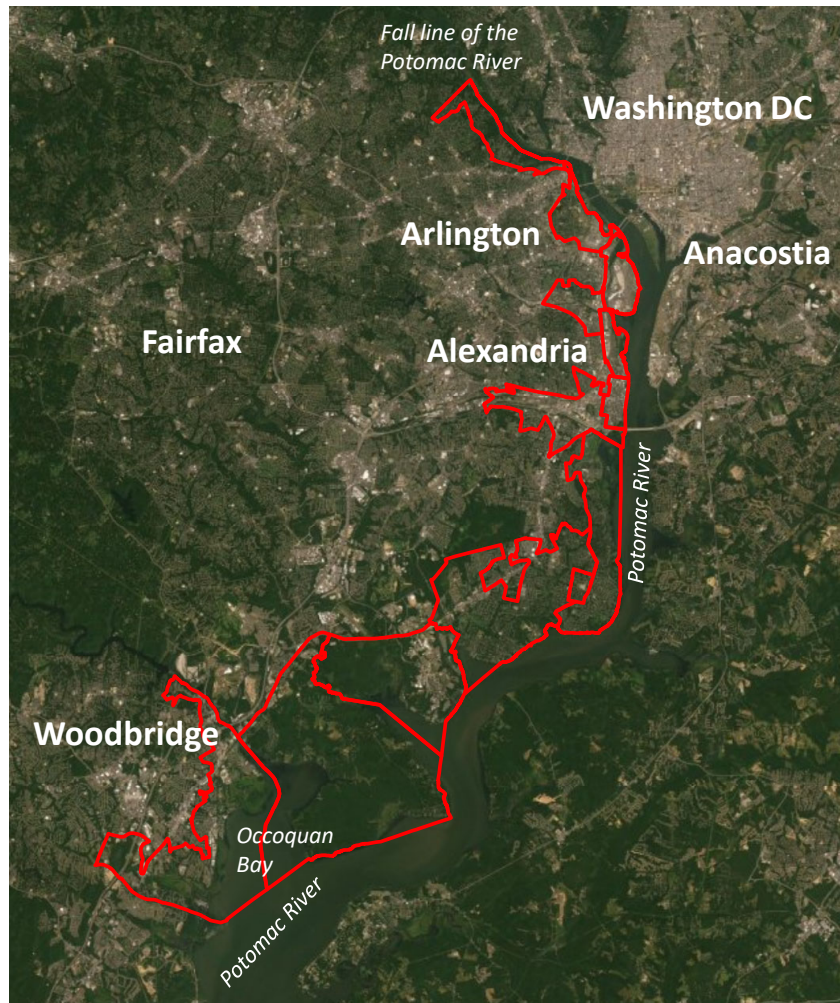 Fall line of the
Potomac River
Washington DC
Arlington
Anacostia
Fairfax
Alexandria
Potomac River
Woodbridge
Occoquan
Bay
Potomac River